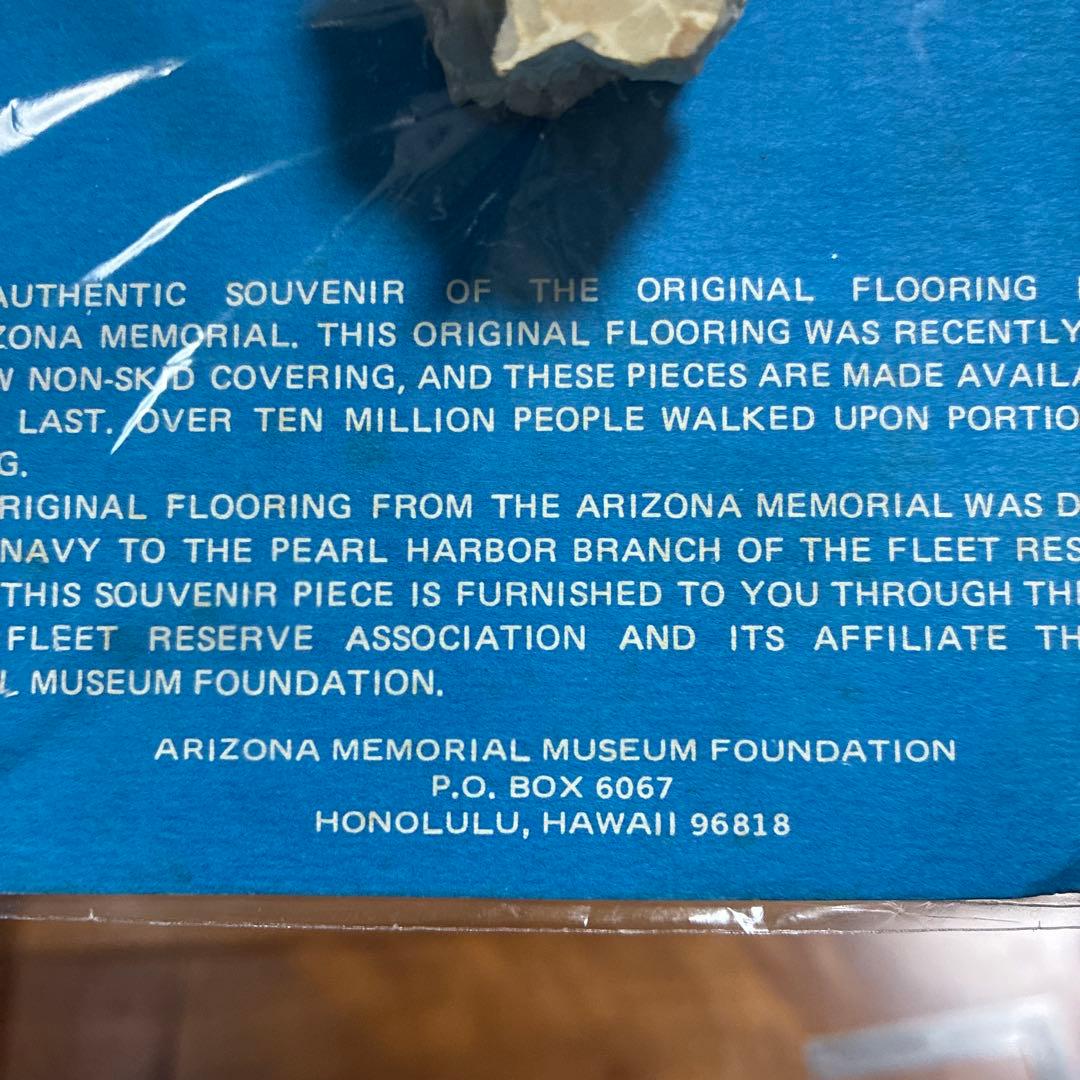 AUTHENTIC SOUVENIR OF THE ORIGINAL FLOORING
ZONA MEMORIAL. THIS ORIGINAL FLOORING WAS RECENTLY
W NON-SKID COVERING, AND THESE PIECES ARE MADE AVAILA
LAST. OVER TEN MILLION PEOPLE WALKED UPON PORTIO
G.
RIGINAL FLOORING FROM THE ARIZONA MEMORIAL WAS D
NAVY TO THE PEARL HARBOR BRANCH OF THE FLEET RES
THIS SOUVENIR PIECE IS FURNISHED TO YOU THROUGH TH
FLEET RESERVE ASSOCIATION AND ITS AFFILIATE TH
L MUSEUM FOUNDATION.
ARIZONA MEMORIAL MUSEUM FOUNDATION
P.O. BOX 6067
HONOLULU, HAWAII 96818